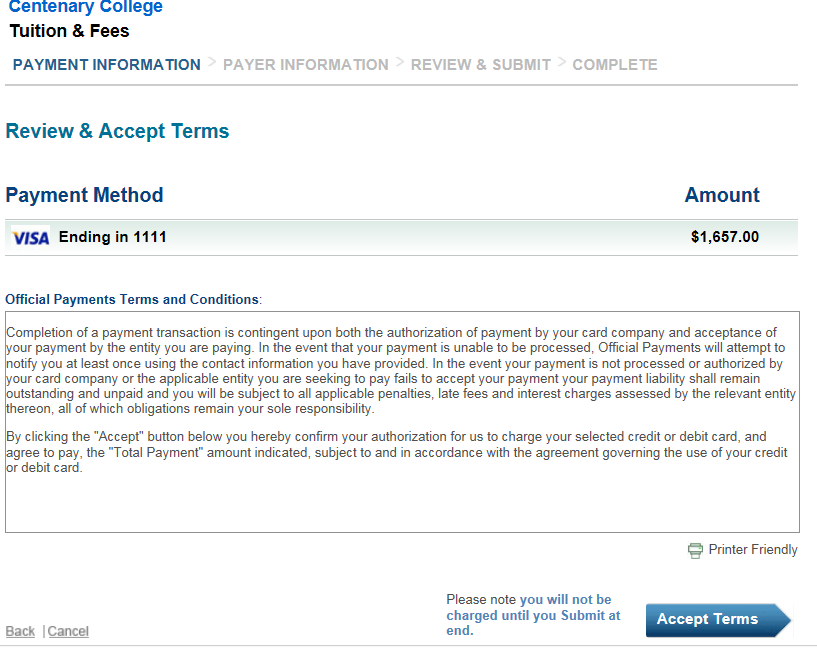 Centenary College
Tuition & Fees
PAYMENT INFORMATION > PAYER INFORMATION > REVIEW & SUBMIT > COMPLETE
Review & Accept Terms
Payment Method Amount
VISA Ending in 1111 $1,657.00
Official Payments Terms and Conditions:
Completion of a payment transaction is contingent upon both the authorization of payment by your card company and acceptance of
your payment by the entity you are paying. In the event that your payment is unable to be processed, Official Payments will attempt to
notify you at least once using the contact information you have provided. In the event your payment is not processed or authorized by
your card company or the applicable entity you are seeking to pay fails to accept your payment your payment liability shall remain
outstanding and unpaid and you will be subject to all applicable penalties, late fees and interest charges assessed by the relevant entity
thereon, all of which obligations remain your sole responsibility.
By clicking the "Accept" button below you hereby confirm your authorization for us to charge your selected credit or debit card, and
agree to pay, the "Total Payment" amount indicated, subject to and in accordance with the agreement governing the use of your credit
or debit card.
Printer Friendly
Please note you will not be
charged until you Submit at
end.
Accept Terms
Back | Cancel